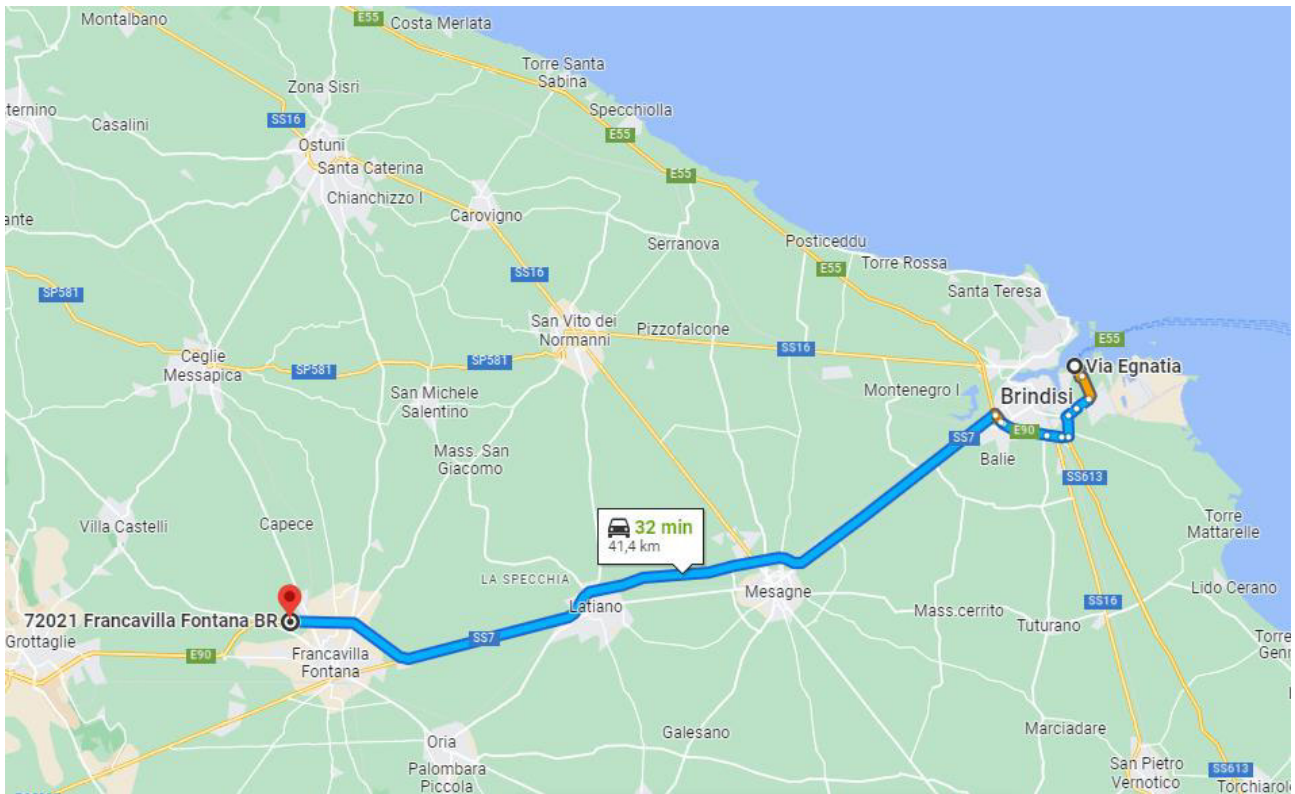 Montalbano
E55
Costa Merlata
Torre Santa
Sabina
Zona Sisri
Specchiolla
sternino
Casalini
SS16
E55
Ostuni
Santa Caterina
E55
Chianchizzo I
Carovigno
ante
Serranova
Posticeddu
Torre Rossa
E55
SS16
SP581
Santa Teresa
San Vito dei
Normanni
Pizzofalcone
SS16
E55
Ceglie
Messapica
SP581
SP581
Via Egnatia
San Michele
Salentino
Montenegro I
Brindisi
E90
SS7
Balie
Mass. San
Giacomo
SS613
Villa Castelli
Capece
32 min
41,4 km
Torre
Mattarelle
LA SPECCHIA
Latiano
Mesagne
Lido Cerano
SS16
72021 Francavilla Fontana BR
Mass.cerrito
Tuturano
Grottaglie
SS7
Torre
Genn
E90
Francavilla
Fontana
Oria
Galesano
Marciadare
Palombara
Piccola
San Pietro
Vernotico
SS613
Torchiarolo